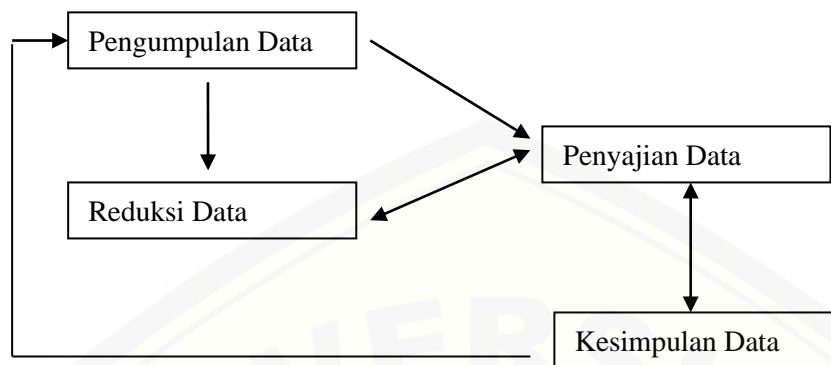 Pengumpulan Data
Penyajian Data
Reduksi Data
Kesimpulan Data